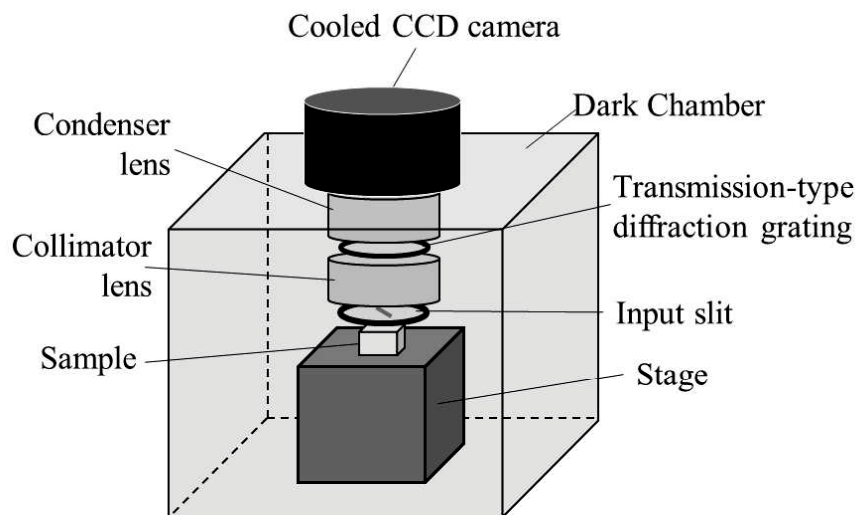 Cooled CCD camera
Dark Chamber
Condenser
lens
Transmission-type
diffraction grating
Collimator
lens
Input slit
Sample
Stage